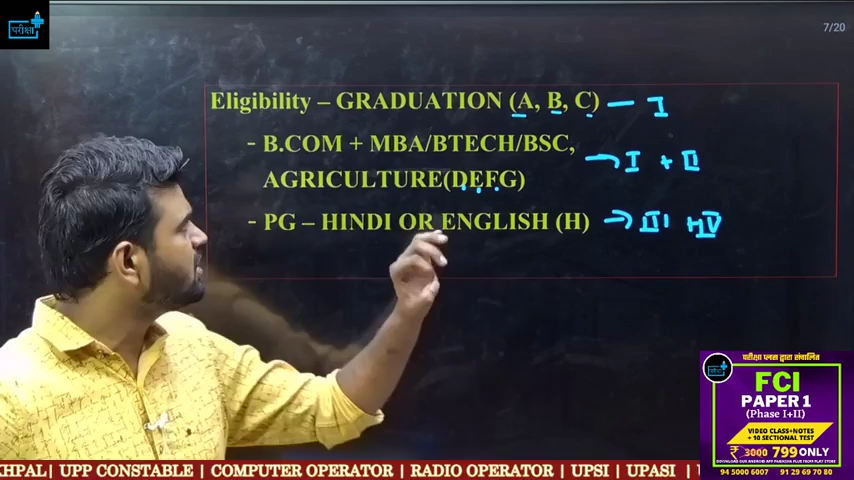 परीक्षा
7/20
Eligibility – GRADUATION (A, B, C) — I
- B.COM + MBA/BTECH/BSC,
AGRICULTURE(DEFG) → I + II
- PG – HINDI OR ENGLISH (H) → III + IV
परीक्षा प्लस द्वारा संचालित
FCI
PAPER 1
(Phase I+II)
VIDEO CLASS+NOTES
+ 10 SECTIONAL TEST
₹ 3000 799 ONLY
94 5000 6007 91 29 69 70 80
KHPAL| UPP CONSTABLE | COMPUTER OPERATOR | RADIO OPERATOR | UPSI | UPASI |